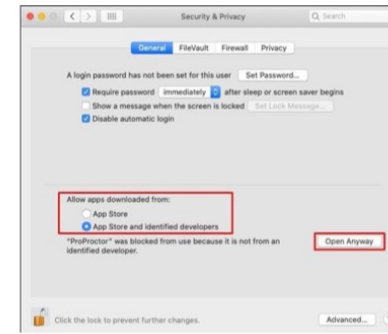 Security & Privacy
Search
General FileVault Firewall Privacy
A login password has not been set for this user Set Password...
Require password immediately after sleep or screen saver begins
Show a message when the screen is locked Set Lock Message...
Disable automatic login
Allow apps downloaded from:
App Store
App Store and identified developers
"ProProctor" was blocked from use because it is not from an Open Anyway
identified developer.
Click the lock to prevent further changes.
Advanced...